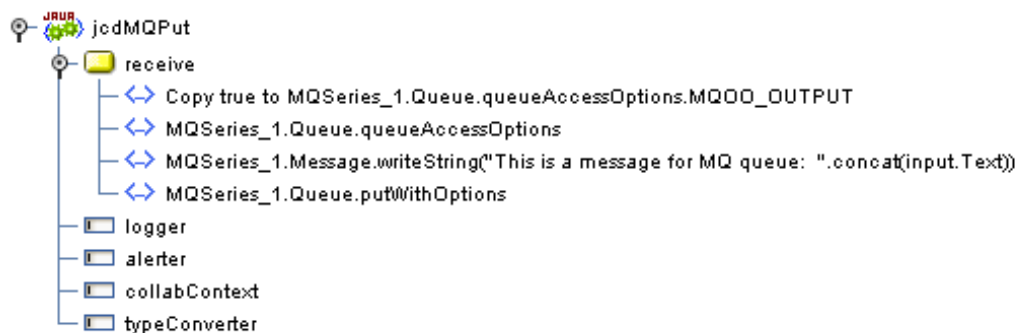 JAVA
jcdMQPut
receive
Copy true to MQSeries_1.Queue.queueAccessOptions.MQOO_OUTPUT
MQSeries_1.Queue.queueAccessOptions
MQSeries_1.Message.writeString("This is a message for MQ queue:  ".concat(input.Text))
MQSeries_1.Queue.putWithOptions
logger
alerter
collabContext
typeConverter